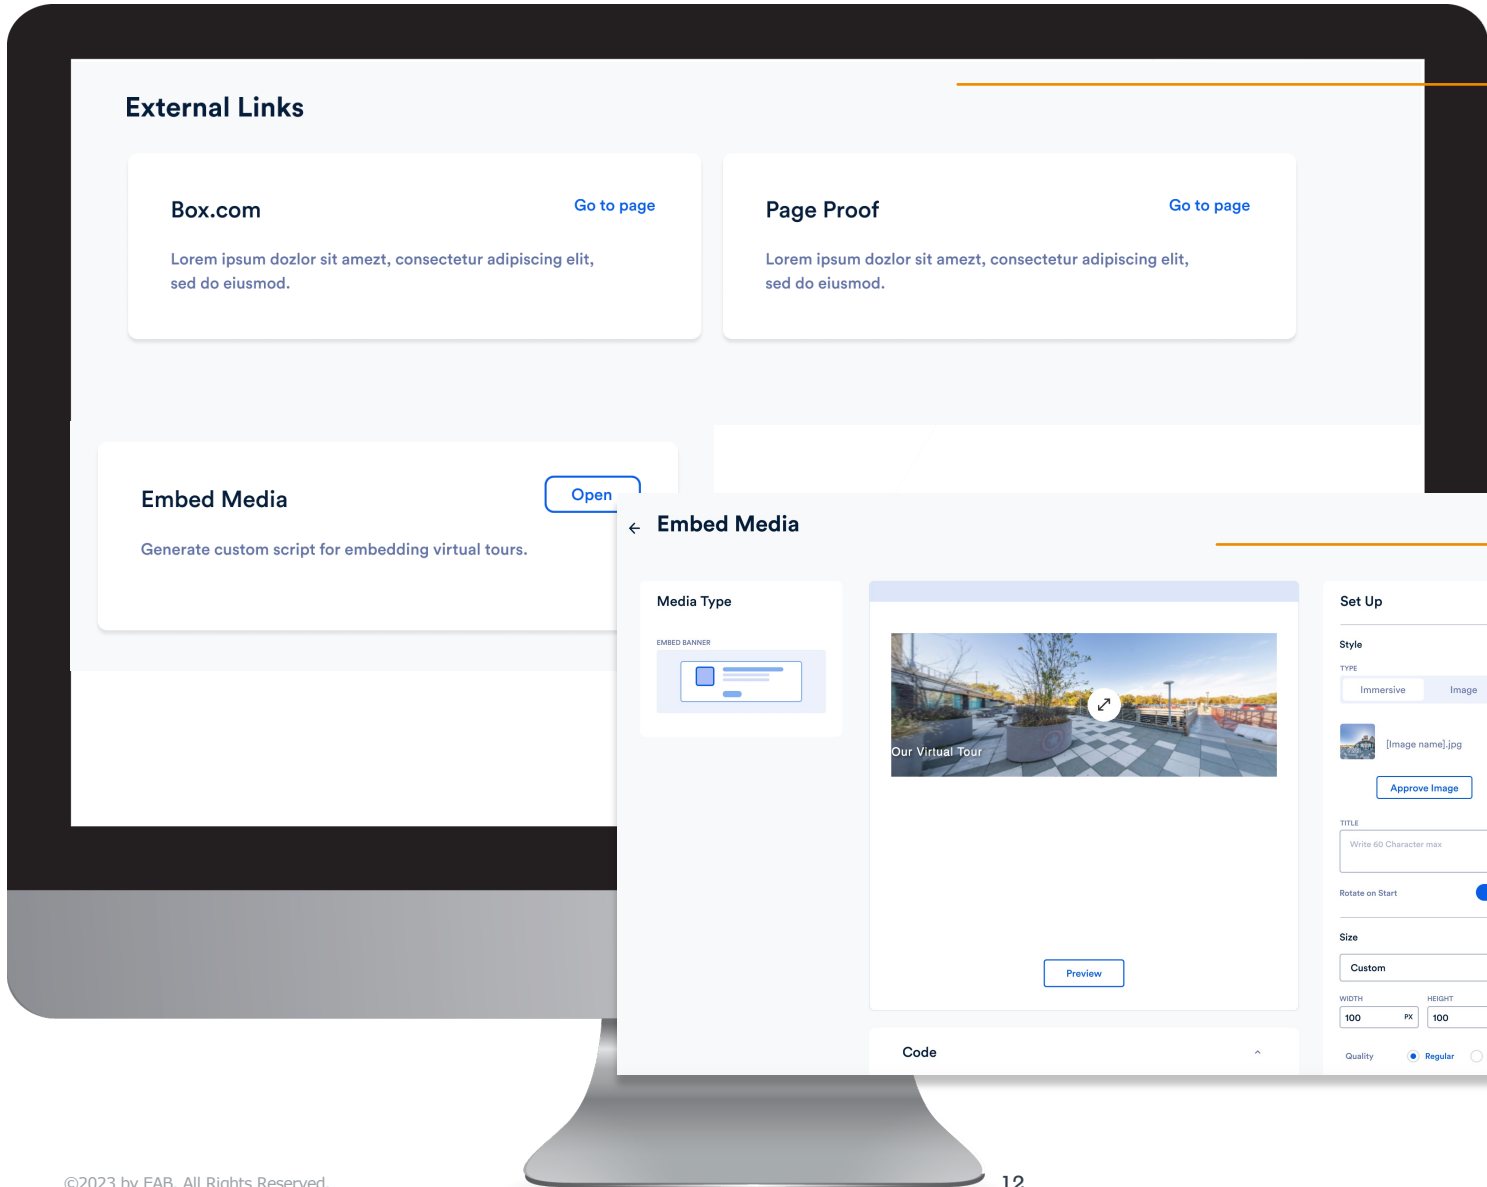 External Links
Box.com
Go to page
Lorem ipsum dozlor sit amezt, consectetur adipiscing elit,
sed do eiusmod.
Page Proof
Go to page
Lorem ipsum dozlor sit amezt, consectetur adipiscing elit,
sed do eiusmod.
Embed Media
Open
Generate custom script for embedding virtual tours.
Embed Media
Media Type
EMBED BANNER
Our Virtual Tour
Preview
Code
Set Up
Style
TYPE
Immersive
Image
[Image name].jpg
Approve Image
TITLE
Write 60 Character max
Rotate on Start
Size
Custom
WIDTH
HEIGHT
100
PX
100
Quality
Regular
©2023 by EAB. All Rights Reserved.
12